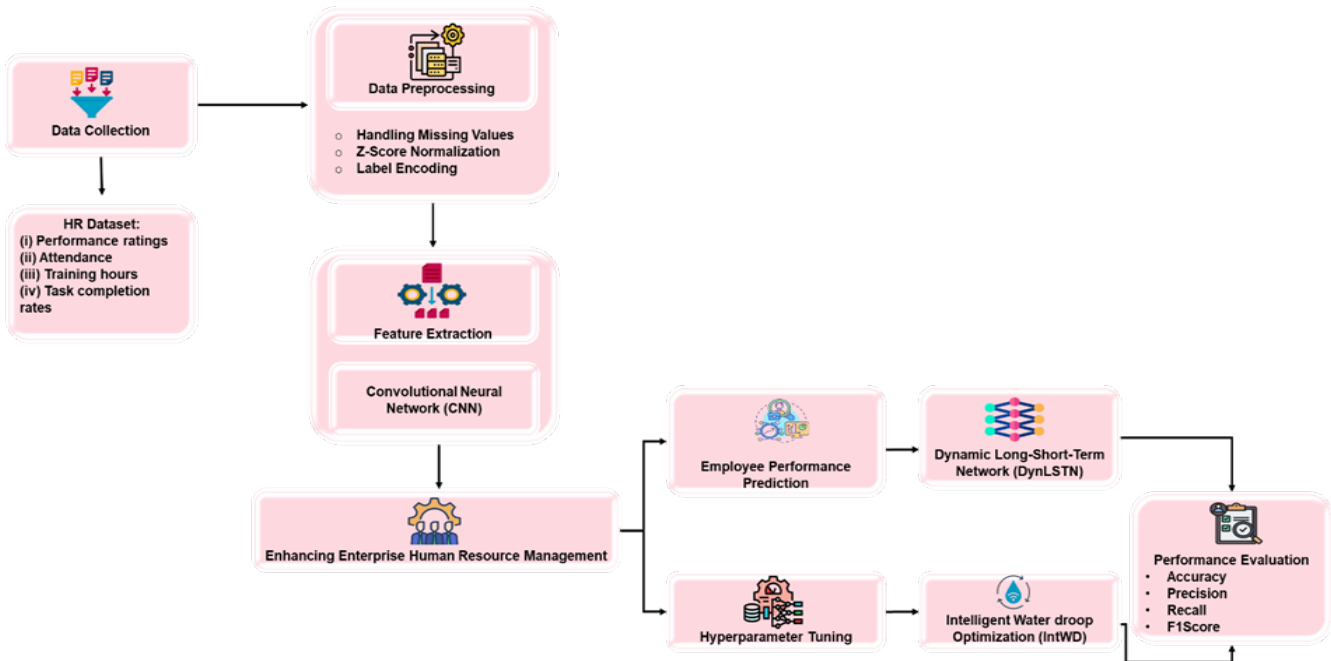 Data Collection
HR Dataset:
(i) Performance ratings
(ii) Attendance
(iii) Training hours
(iv) Task completion
rates
Data Preprocessing
○ Handling Missing Values
○ Z-Score Normalization
○ Label Encoding
Feature Extraction
Convolutional Neural
Network (CNN)
Enhancing Enterprise Human Resource Management
Employee Performance
Prediction
Dynamic Long-Short-Term
Network (DynLSTN)
Hyperparameter Tuning
Intelligent Water droop
Optimization (IntWD)
Performance Evaluation
• Accuracy
• Precision
• Recall
• F1Score